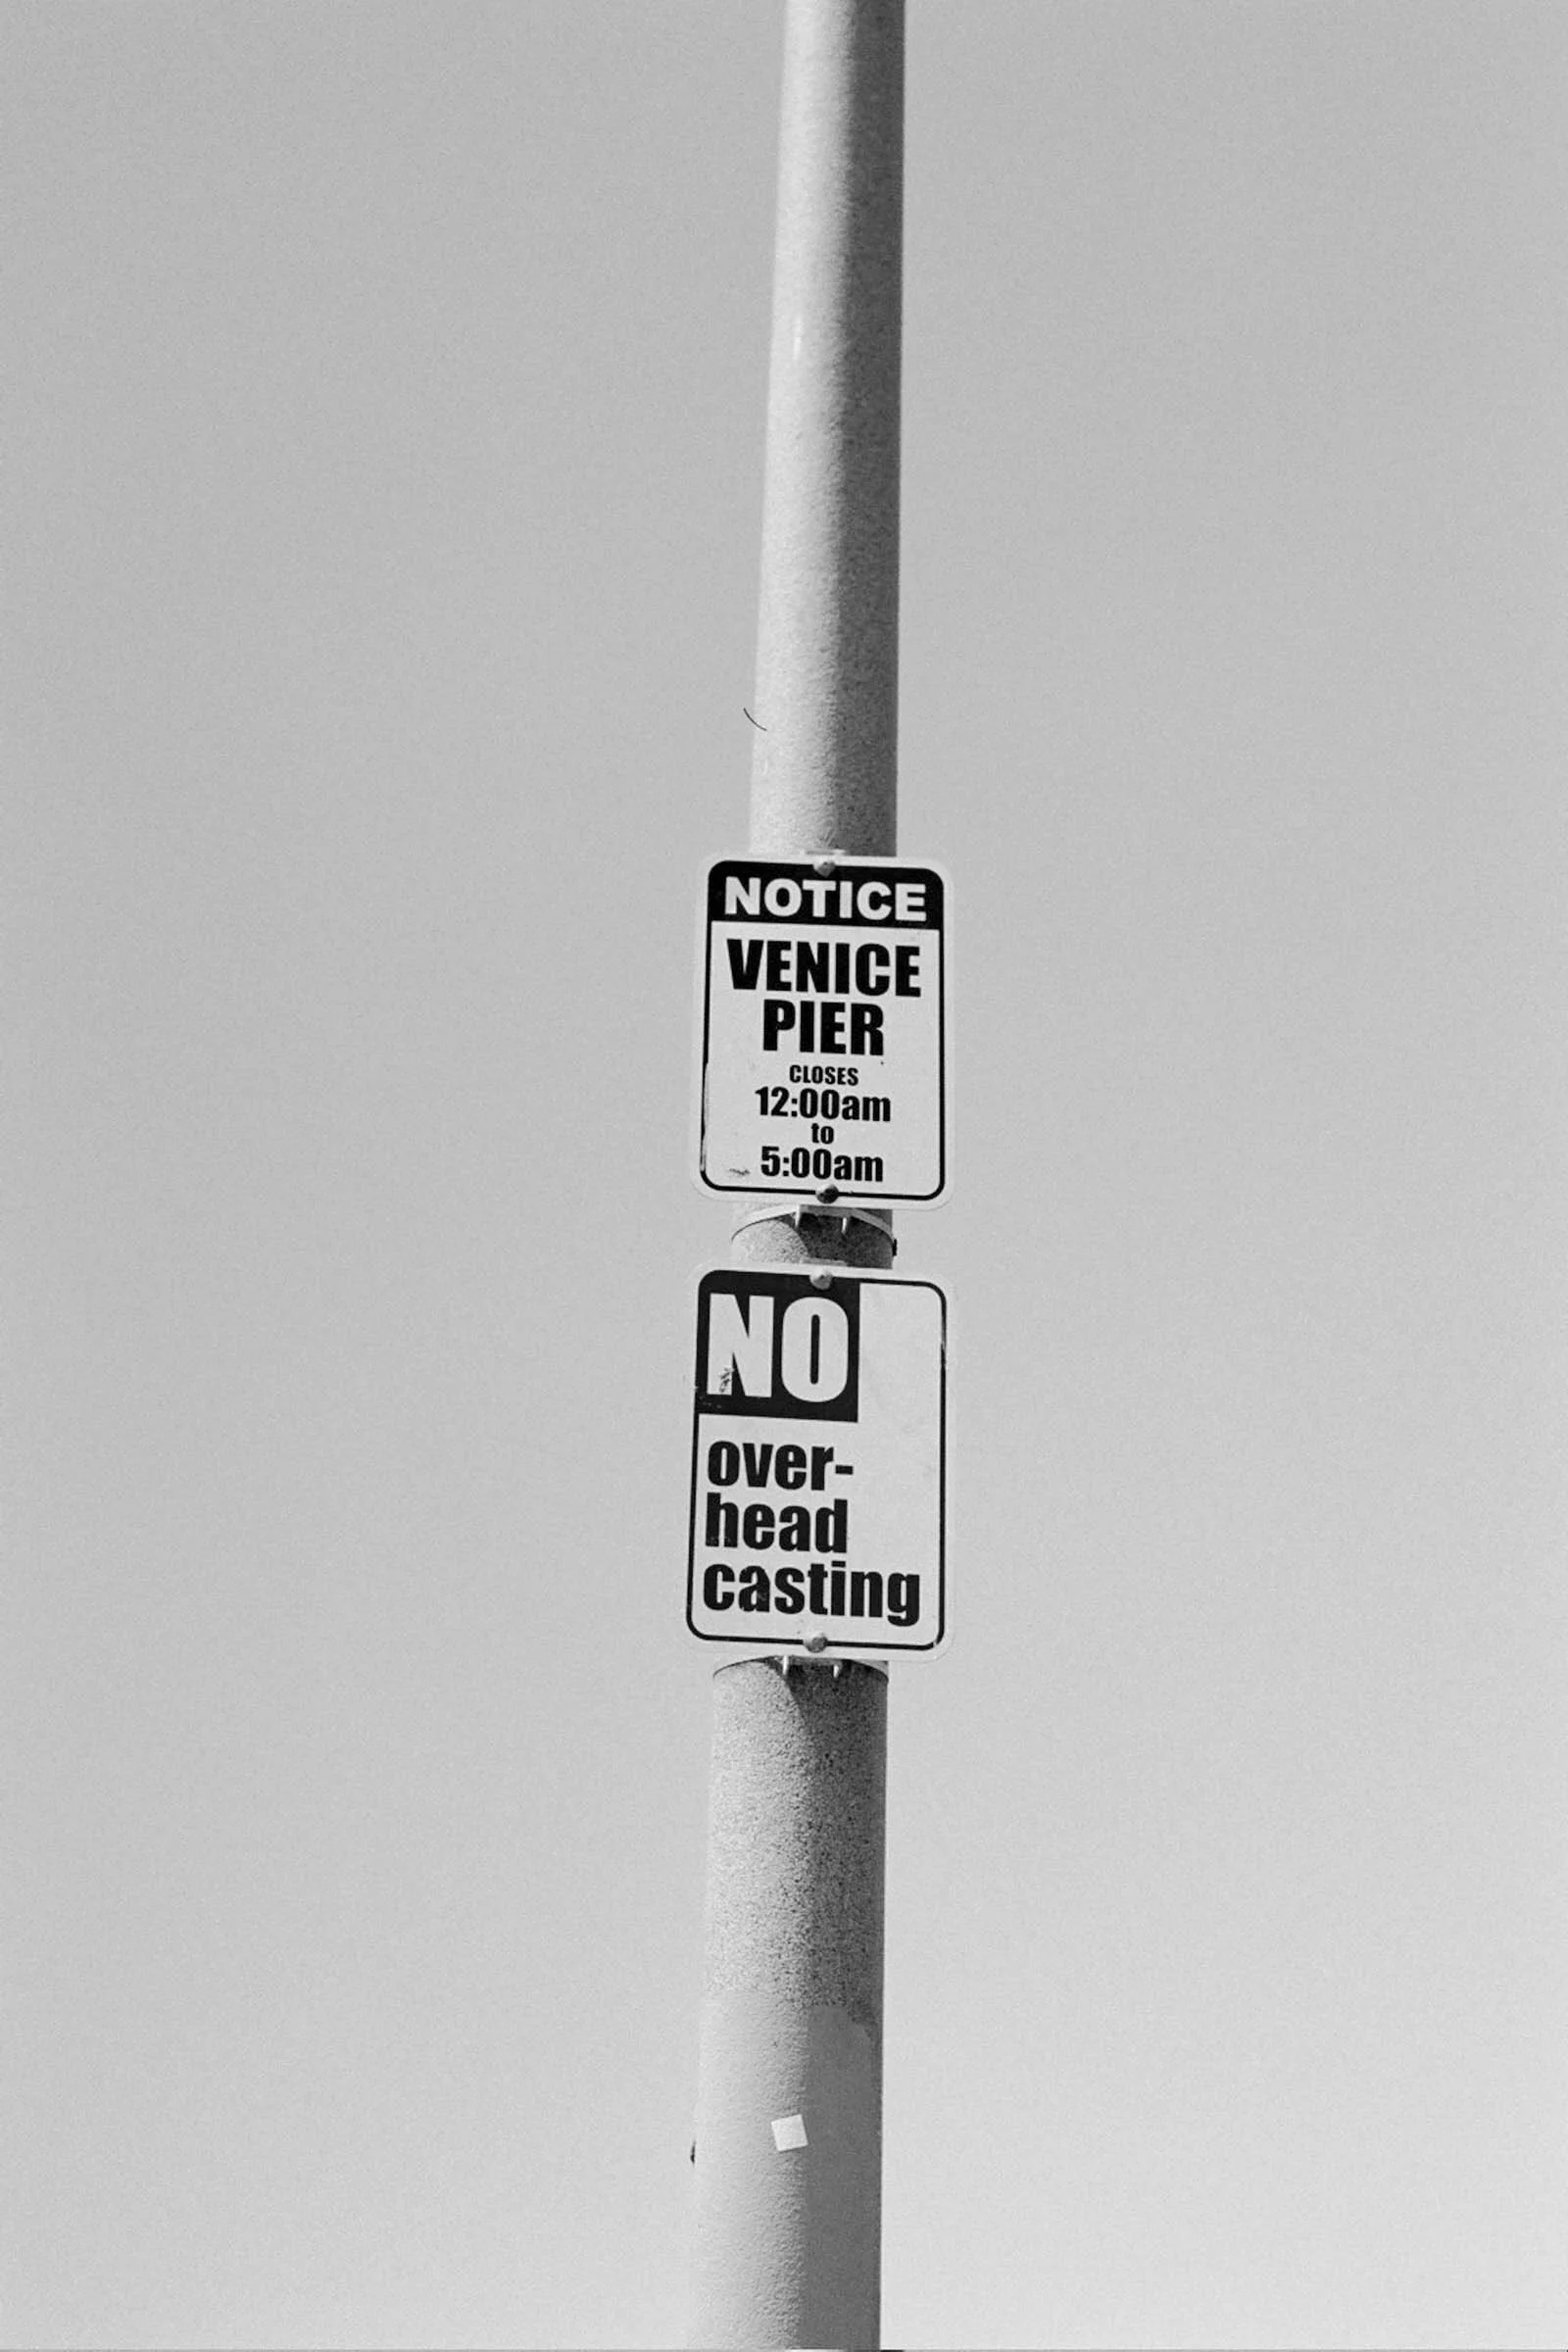 NOTICE
VENICE
PIER
CLOSES
12:00am
to
5:00am
NO
over-
head
casting